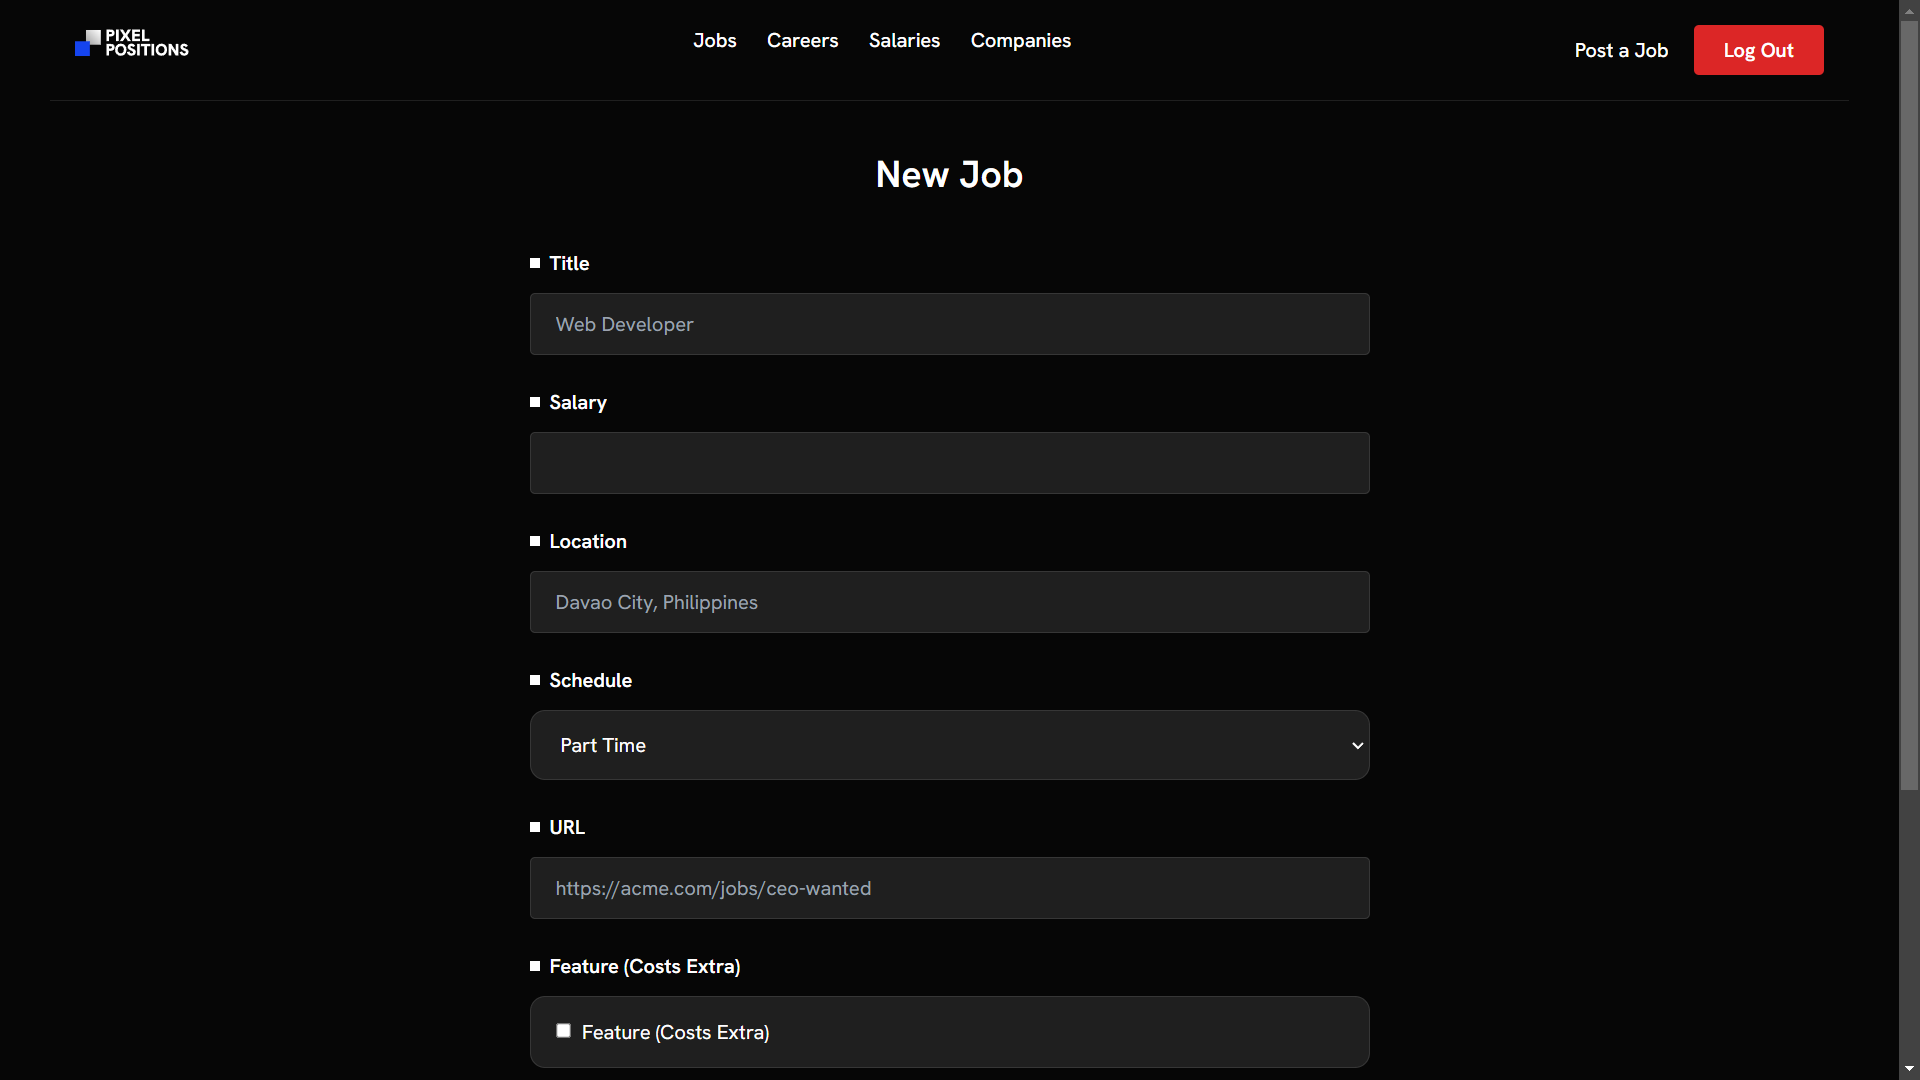 PIXEL
POSITIONS
Jobs Careers Salaries Companies
Post a Job Log Out
New Job
Title
Web Developer
Salary
Location
Davao City, Philippines
Schedule
Part Time
URL
https://acme.com/jobs/ceo-wanted
Feature (Costs Extra)
Feature (Costs Extra)